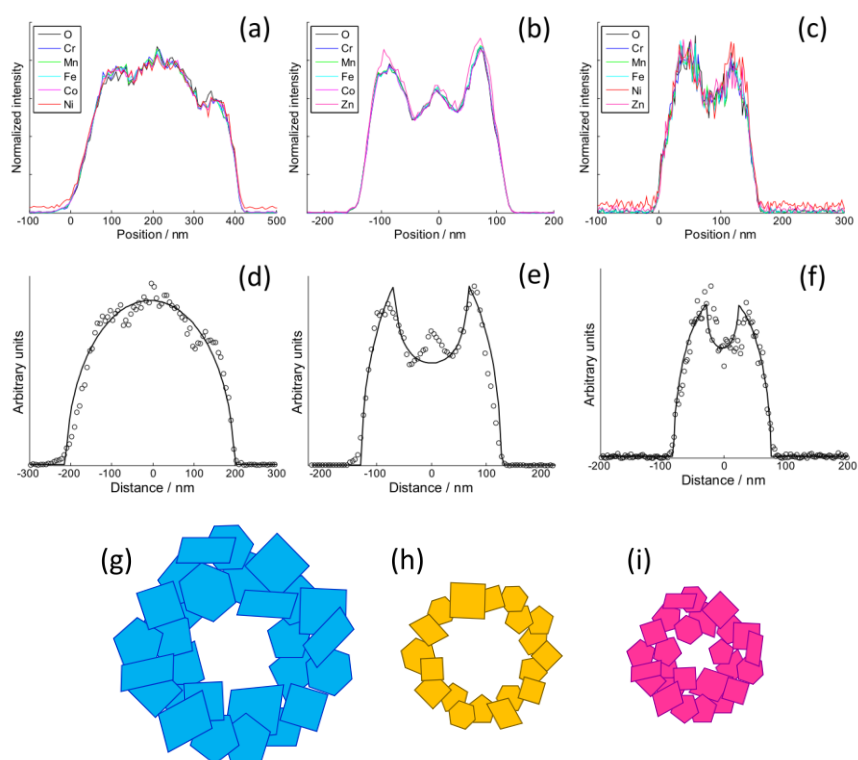 (a)
O
Cr
Mn
Fe
Co
Ni
Normalized intensity
-100 0 100 200 300 400 500
Position / nm
(b)
O
Cr
Mn
Fe
Co
Zn
Normalized intensity
-200 -100 0 100 200
Position / nm
(c)
O
Cr
Mn
Fe
Zn
Ni
Normalized intensity
-100 0 100 200 300
Position / nm
(d)
Arbitrary units
-300 -200 -100 0 100 200 300
Distance / nm
(e)
Arbitrary units
-200 -100 0 100 200
Distance / nm
(f)
Arbitrary units
-200 -100 0 100 200
Distance / nm
(g)
(h)
(i)